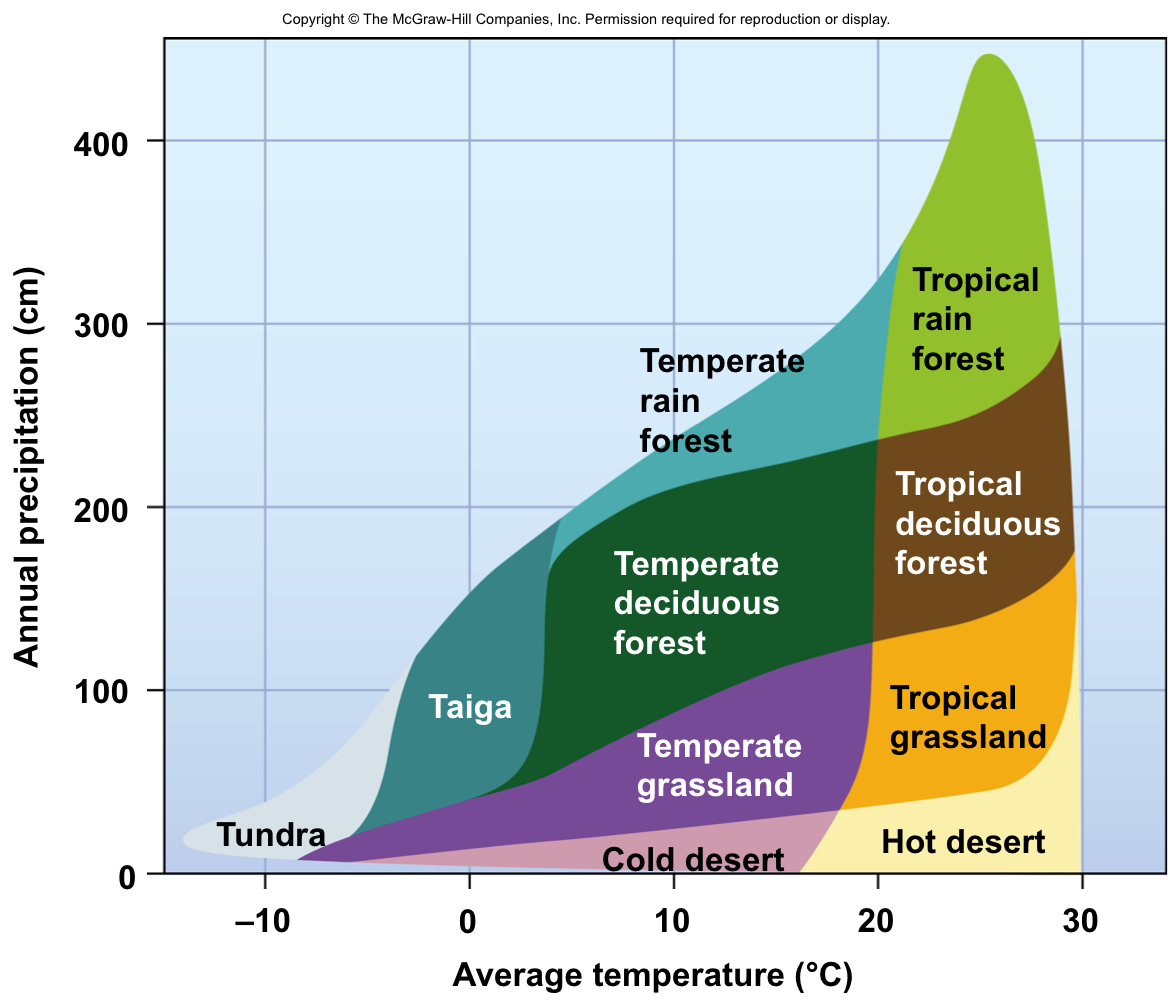 Copyright © The McGraw-Hill Companies, Inc. Permission required for reproduction or display.
Annual precipitation (cm)
400
300
200
100
0
Tropical
rain
forest
Temperate
rain
forest
Tropical
deciduous
forest
Temperate
deciduous
forest
Taiga
Tropical
grassland
Temperate
grassland
Tundra
Cold desert
Hot desert
–10
0
10
20
30
Average temperature (°C)